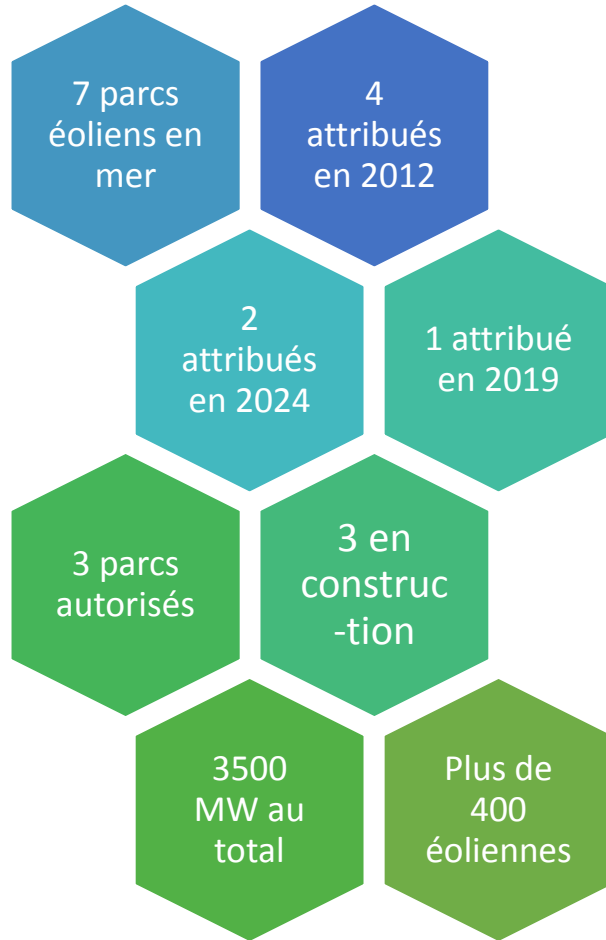 7 parcs
éoliens en
mer
4
attribués
en 2012
2
attribués
en 2024
1 attribué
en 2019
3 parcs
autorisés
3 en
construc
-tion
3500
MW au
total
Plus de
400
éoliennes